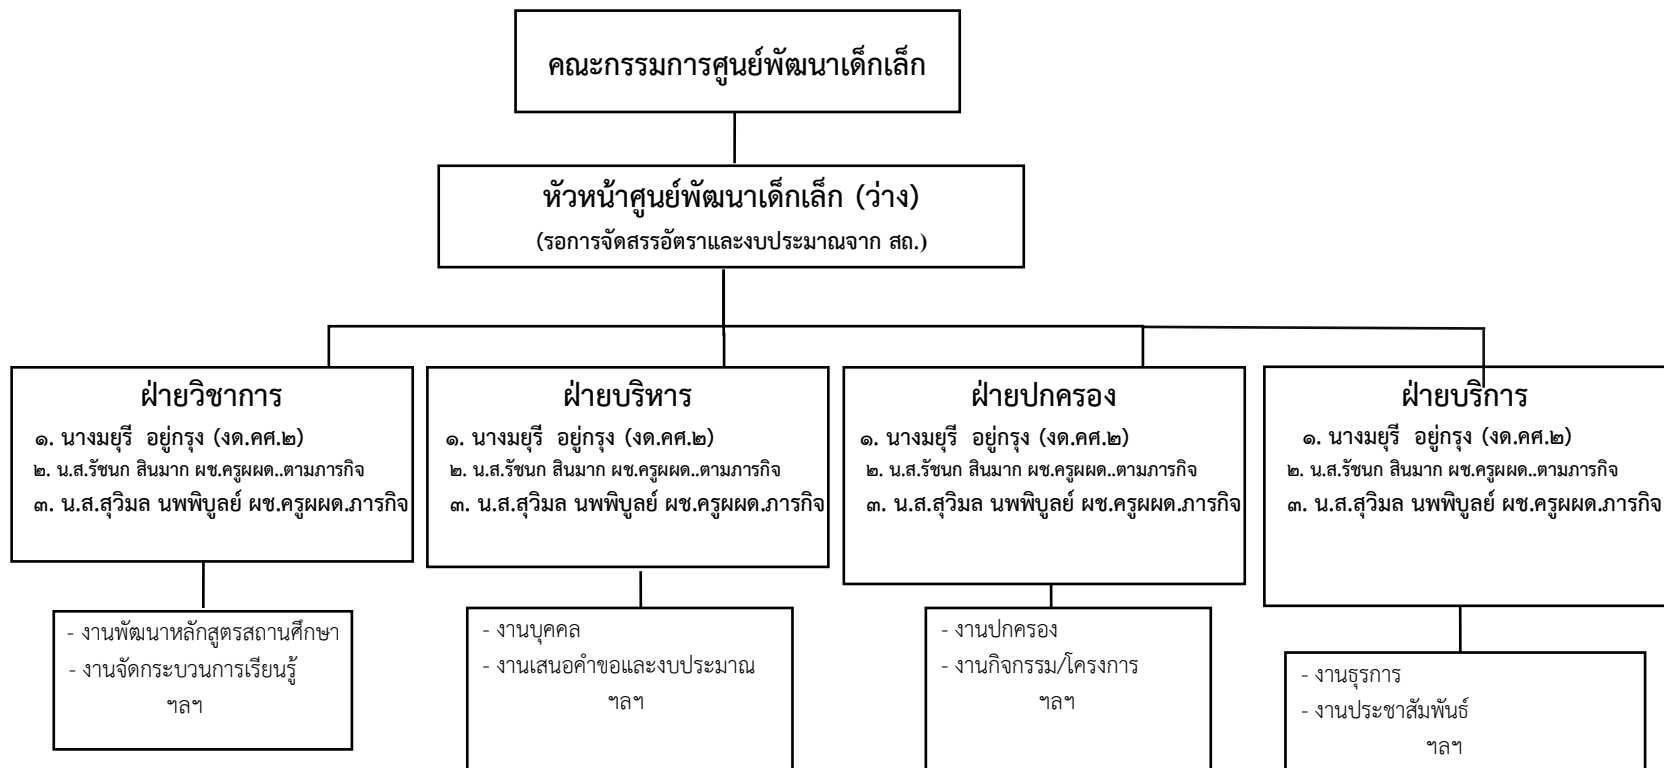 คณะกรรมการศูนย์พัฒนาเด็กเล็ก
หัวหน้าศูนย์พัฒนาเด็กเล็ก (ว่าง)
(รอการจัดสรรอัตราและงบประมาณจาก สถ.)
ฝ่ายวิชาการ
๑. นางมยุรี อยู่กรุง (งด.คศ.๒)
๒. น.ส.รัชนก สินมาก ผช.ครูผผด..ตามภารกิจ
๓. น.ส.สุวิมล นพพิบูลย์ ผช.ครูผผด.ภารกิจ
- งานพัฒนาหลักสูตรสถานศึกษา
- งานจัดกระบวนการเรียนรู้
ฯลฯ
ฝ่ายบริหาร
๑. นางมยุรี อยู่กรุง (งด.คศ.๒)
๒. น.ส.รัชนก สินมาก ผช.ครูผผด..ตามภารกิจ
๓. น.ส.สุวิมล นพพิบูลย์ ผช.ครูผผด.ภารกิจ
- งานบุคคล
- งานเสนอคำขอและงบประมาณ
ฯลฯ
ฝ่ายปกครอง
๑. นางมยุรี อยู่กรุง (งด.คศ.๒)
๒. น.ส.รัชนก สินมาก ผช.ครูผผด..ตามภารกิจ
๓. น.ส.สุวิมล นพพิบูลย์ ผช.ครูผผด.ภารกิจ
- งานปกครอง
- งานกิจกรรม/โครงการ
ฯลฯ
ฝ่ายบริการ
๑. นางมยุรี อยู่กรุง (งด.คศ.๒)
๒. น.ส.รัชนก สินมาก ผช.ครูผผด..ตามภารกิจ
๓. น.ส.สุวิมล นพพิบูลย์ ผช.ครูผผด.ภารกิจ
- งานธุรการ
- งานประชาสัมพันธ์
ฯลฯ